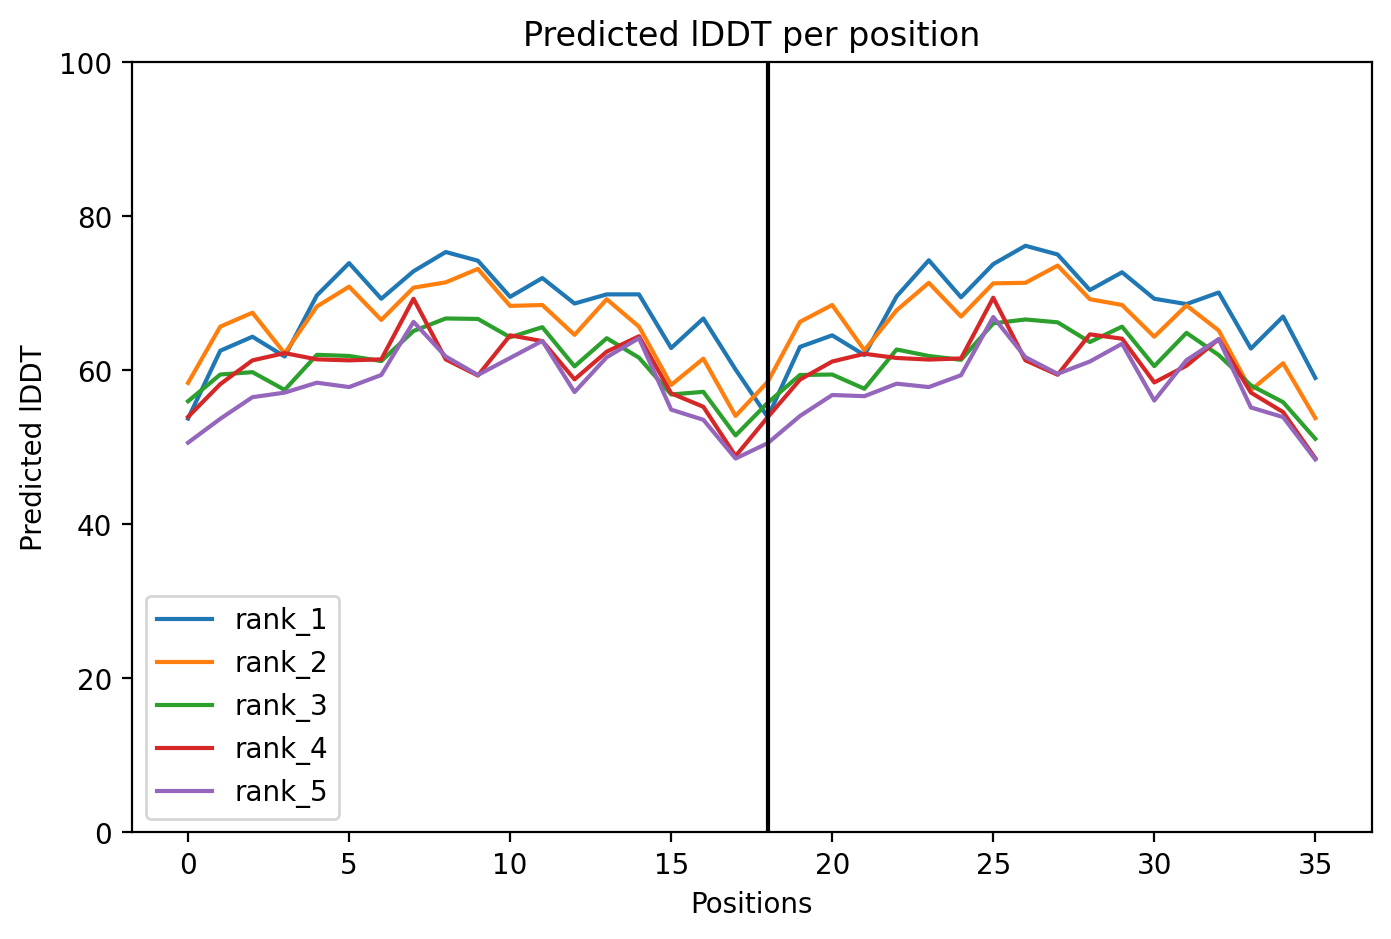 Predicted lDDT per position
100
80
60
40
20
0
Predicted lDDT
rank_1
rank_2
rank_3
rank_4
rank_5
0 5 10 15 20 25 30 35
Positions